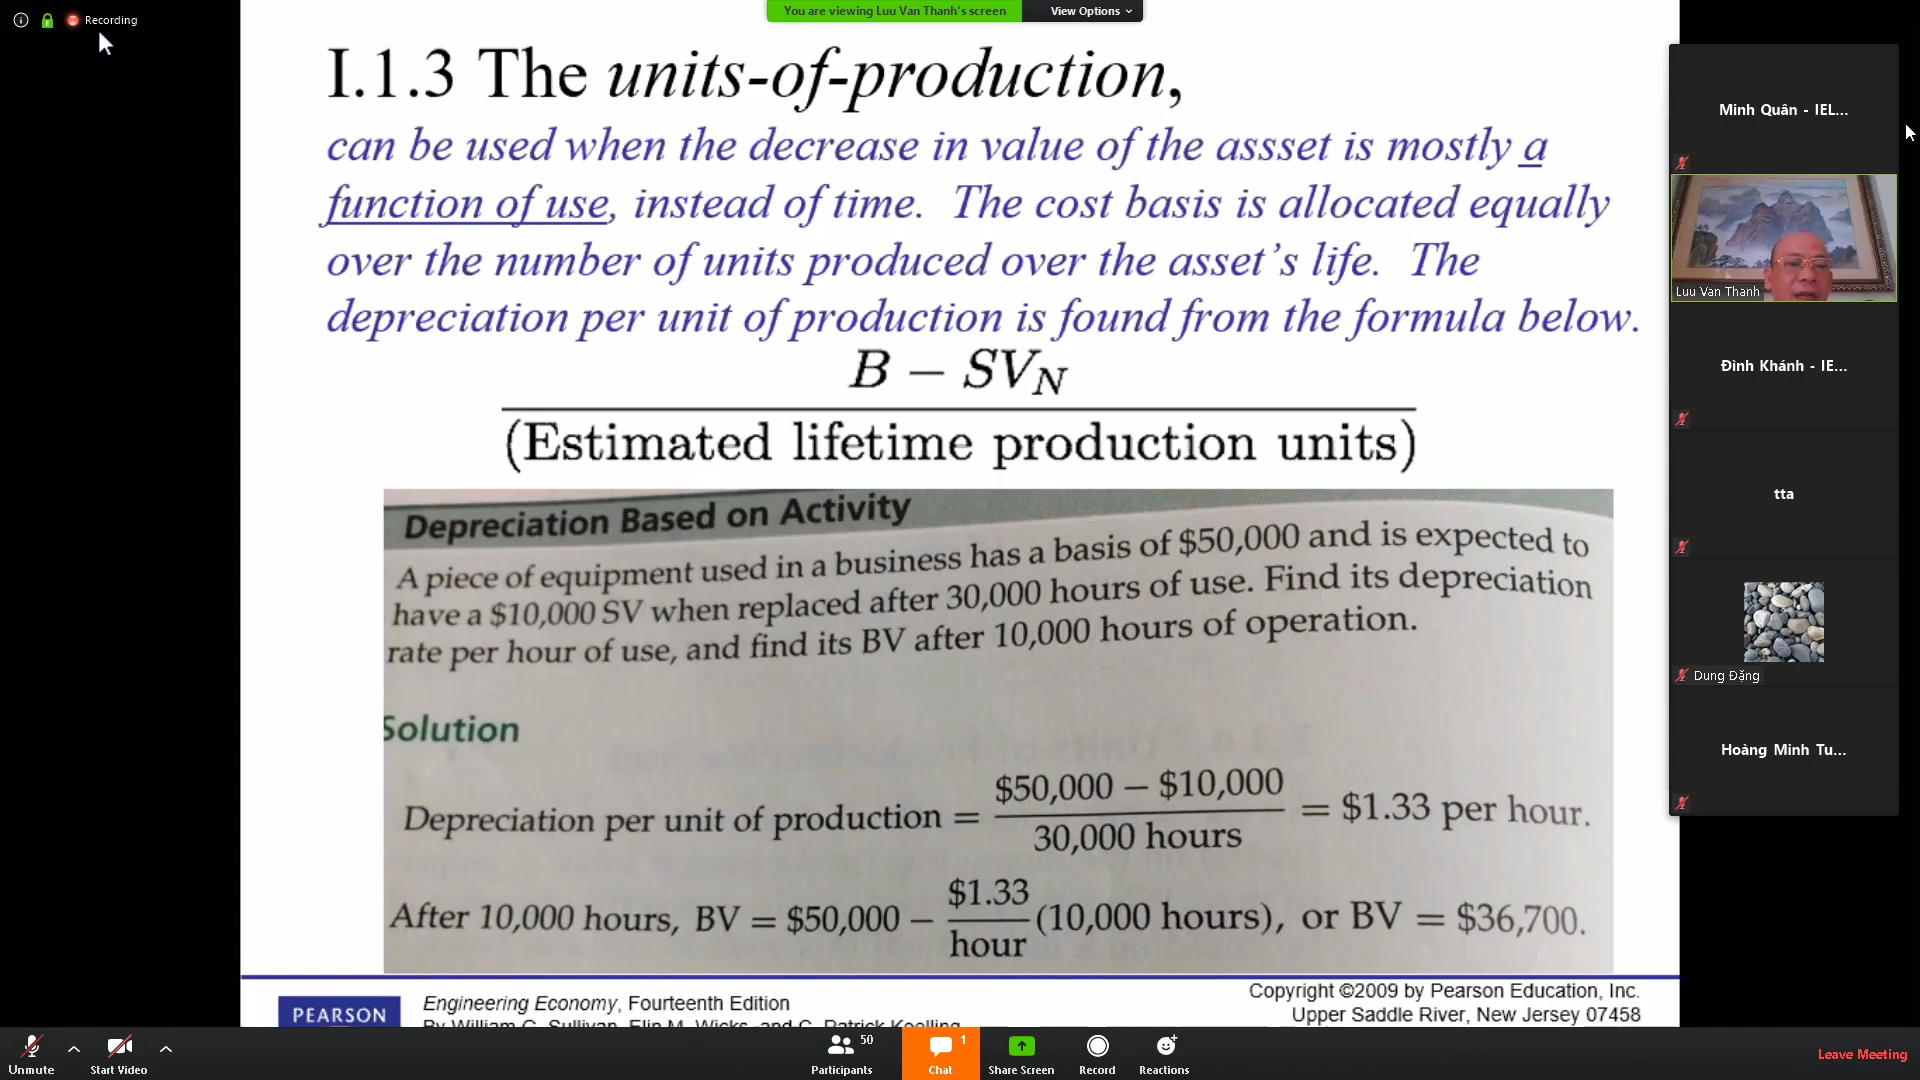 Recording
You are viewing Luu Van Thanh's screen
View Options
I.1.3 The units-of-production,
can be used when the decrease in value of the assset is mostly a
function of use, instead of time. The cost basis is allocated equally
over the number of units produced over the asset's life. The
depreciation per unit of production is found from the formula below.
B − SV_N
(Estimated lifetime production units)
Depreciation Based on Activity
A piece of equipment used in a business has a basis of $50,000 and is expected to
have a $10,000 SV when replaced after 30,000 hours of use. Find its depreciation
rate per hour of use, and find its BV after 10,000 hours of operation.
Solution
$50,000 − $10,000
Depreciation per unit of production = = $1.33 per hour.
30,000 hours
$1.33
After 10,000 hours, BV = $50,000 − (10,000 hours), or BV = $36,700.
hour
PEARSON
Engineering Economy, Fourteenth Edition
By William G. Sullivan, Elin M. Wicks, and C. Patrick Koelling
Copyright ©2009 by Pearson Education, Inc.
Upper Saddle River, New Jersey 07458
Minh Quân - IEL...
Luu Van Thanh
Đình Khánh - IE...
tta
Dung Đặng
Hoàng Minh Tu...
Unmute
Start Video
50
Participants
1
Chat
Share Screen
Record
Reactions
Leave Meeting